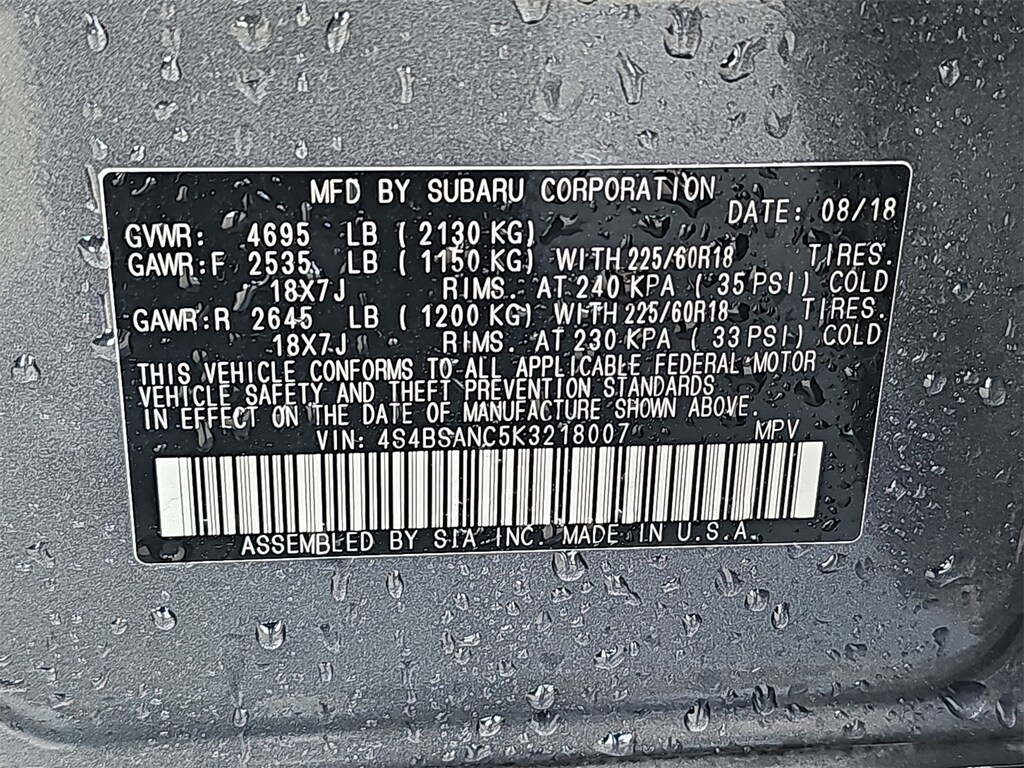 MFD BY SUBARU CORPORATION
DATE: 08/18
GVWR: 4695 LB ( 2130 KG)
GAWR:F 2535 LB ( 1150 KG) WITH 225/60R18 TIRES.
18X7J RIMS. AT 240 KPA ( 35 PSI) COLD
GAWR:R 2645 LB ( 1200 KG) WITH 225/60R18 TIRES.
18X7J RIMS. AT 230 KPA ( 33 PSI) COLD
THIS VEHICLE CONFORMS TO ALL APPLICABLE FEDERAL MOTOR
VEHICLE SAFETY AND THEFT PREVENTION STANDARDS
IN EFFECT ON THE DATE OF MANUFACTURE SHOWN ABOVE.
VIN: 4S4BSANC5K3218007 MPV
ASSEMBLED BY SIA INC. MADE IN U.S.A.